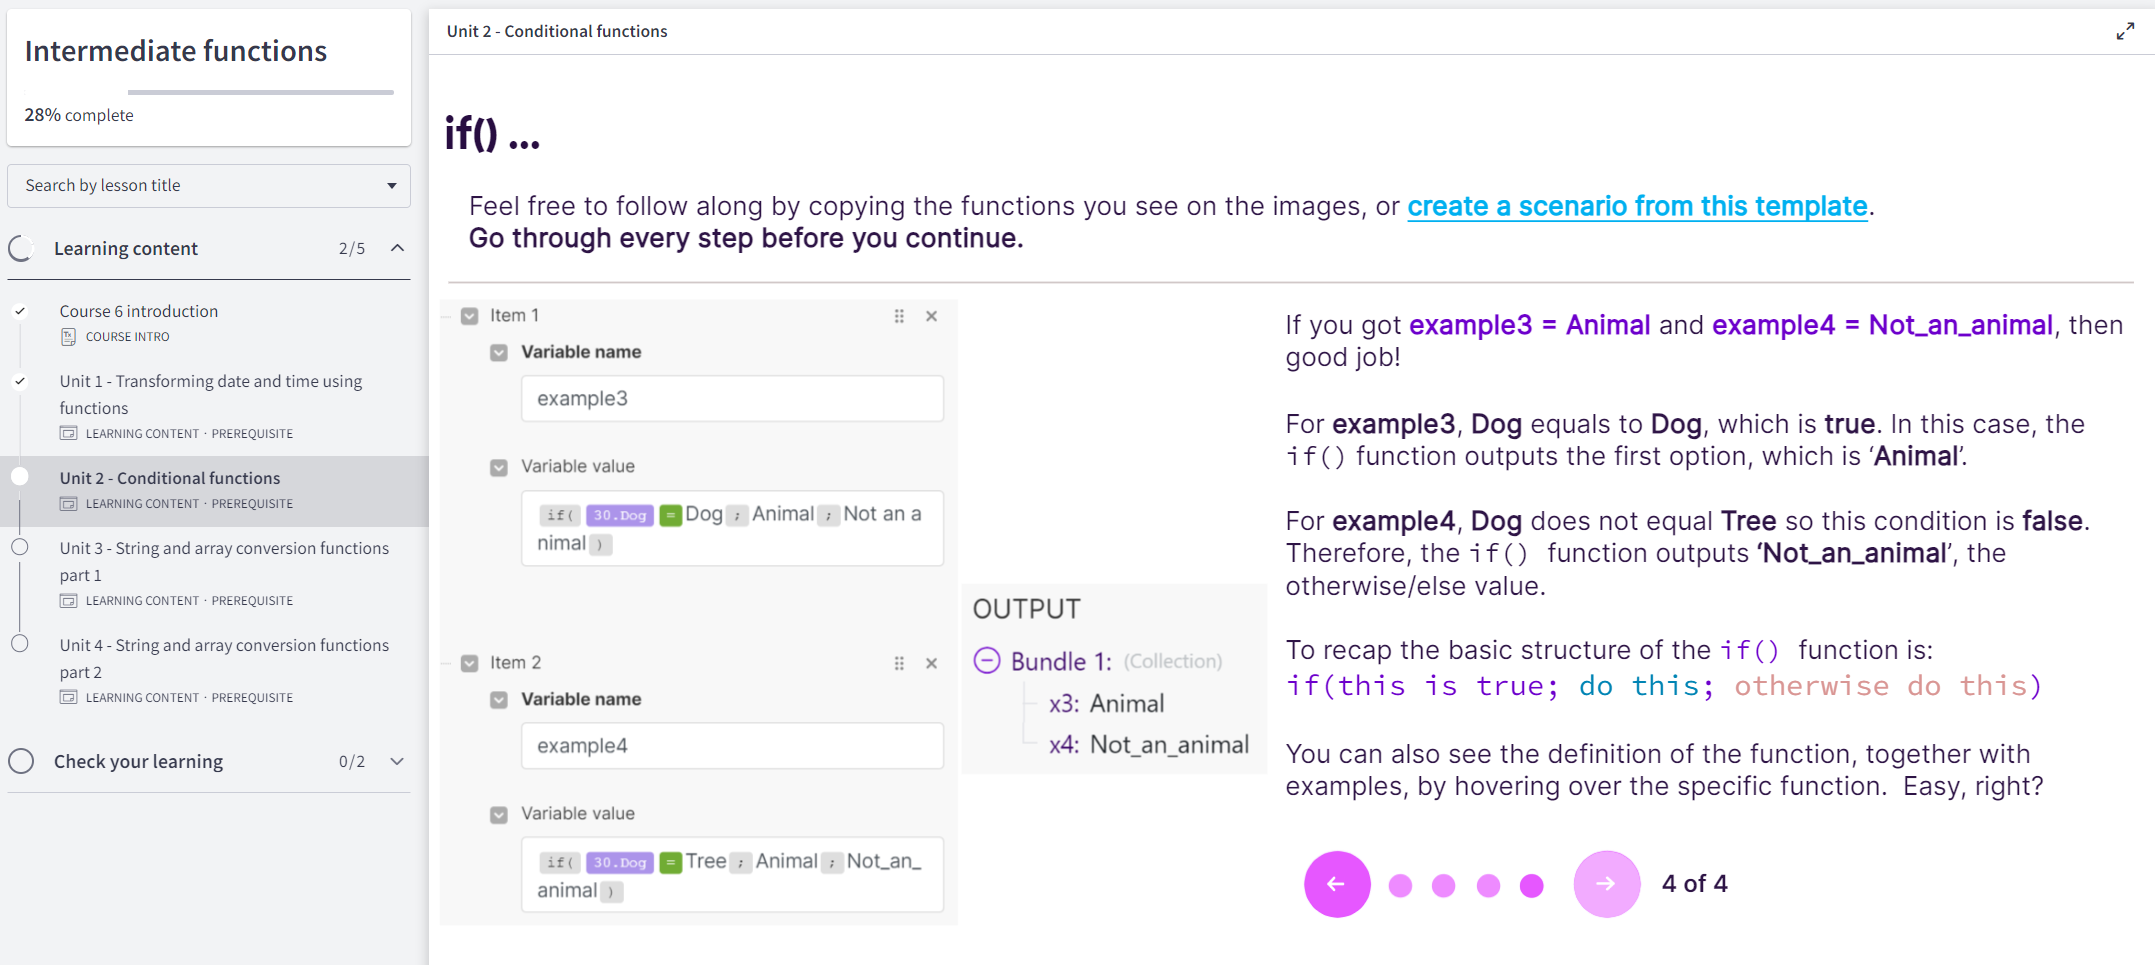 Intermediate functions
28% complete
Search by lesson title
Learning content 2/5
Course 6 introduction
COURSE INTRO
Unit 1 - Transforming date and time using
functions
LEARNING CONTENT · PREREQUISITE
Unit 2 - Conditional functions
LEARNING CONTENT · PREREQUISITE
Unit 3 - String and array conversion functions
part 1
LEARNING CONTENT · PREREQUISITE
Unit 4 - String and array conversion functions
part 2
LEARNING CONTENT · PREREQUISITE
Check your learning 0/2
Unit 2 - Conditional functions
if() ...
Feel free to follow along by copying the functions you see on the images, or create a scenario from this template.
Go through every step before you continue.
Item 1
Variable name
example3
Variable value
if( 30.Dog = Dog ; Animal ; Not an a
nimal )
Item 2
Variable name
example4
Variable value
if( 30.Dog = Tree ; Animal ; Not_an_
animal )
OUTPUT
Bundle 1: (Collection)
x3: Animal
x4: Not_an_animal
If you got example3 = Animal and example4 = Not_an_animal, then
good job!
For example3, Dog equals to Dog, which is true. In this case, the
if() function outputs the first option, which is ‘Animal’.
For example4, Dog does not equal Tree so this condition is false.
Therefore, the if() function outputs ‘Not_an_animal’, the
otherwise/else value.
To recap the basic structure of the if() function is:
if(this is true; do this; otherwise do this)
You can also see the definition of the function, together with
examples, by hovering over the specific function. Easy, right?
4 of 4